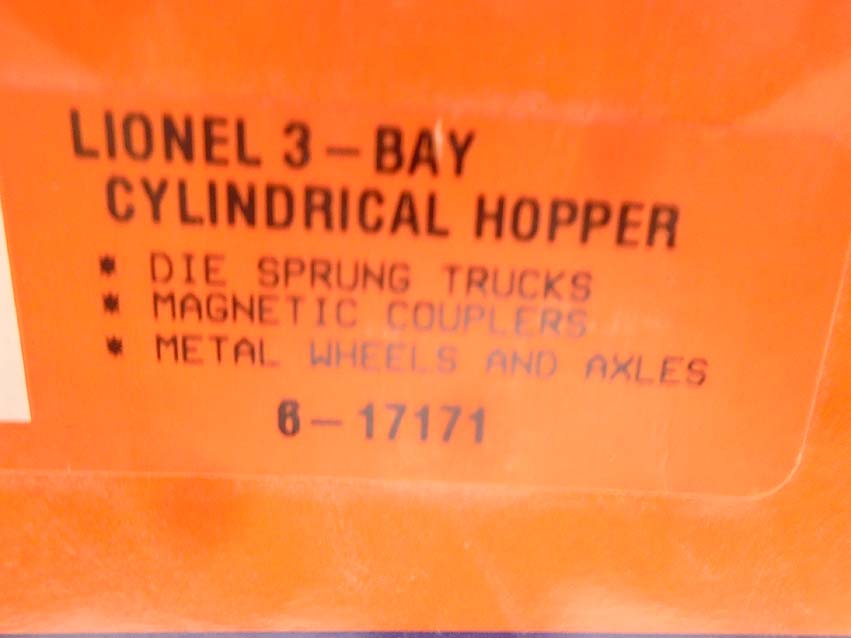 LIONEL 3-BAY
CYLINDRICAL HOPPER
* DIE SPRUNG TRUCKS
* MAGNETIC COUPLERS
* METAL WHEELS AND AXLES
6-17171